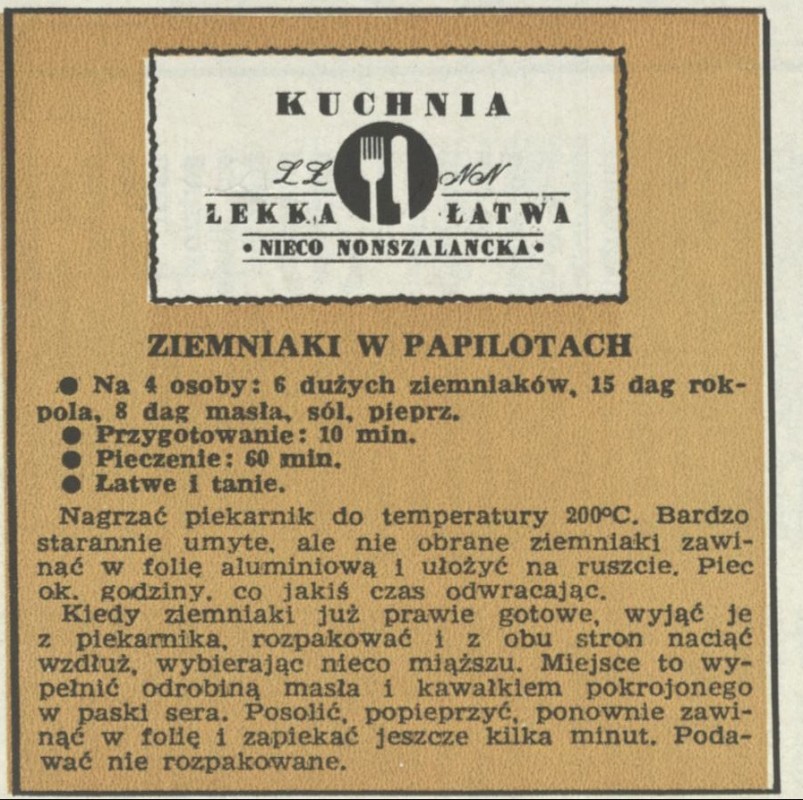 KUCHNIA
LŁ NN
LEKKA ŁATWA
• NIECO NONSZALANCKA •
ZIEMNIAKI W PAPILOTACH
● Na 4 osoby: 6 dużych ziemniaków, 15 dag rok-
pola, 8 dag masła, sól, pieprz.
● Przygotowanie: 10 min.
● Pieczenie: 60 min.
● Łatwe i tanie.
Nagrzać piekarnik do temperatury 200°C. Bardzo
starannie umyte, ale nie obrane ziemniaki zawi-
nąć w folię aluminiową i ułożyć na ruszcie. Piec
ok. godziny, co jakiś czas odwracając.
Kiedy ziemniaki już prawie gotowe, wyjąć je
z piekarnika, rozpakować i z obu stron naciąć
wzdłuż, wybierając nieco miąższu. Miejsce to wy-
pełnić odrobiną masła i kawałkiem pokrojonego
w paski sera. Posolić, popieprzyć, ponownie zawi-
nąć w folię i zapiekać jeszcze kilka minut. Poda-
wać nie rozpakowane.